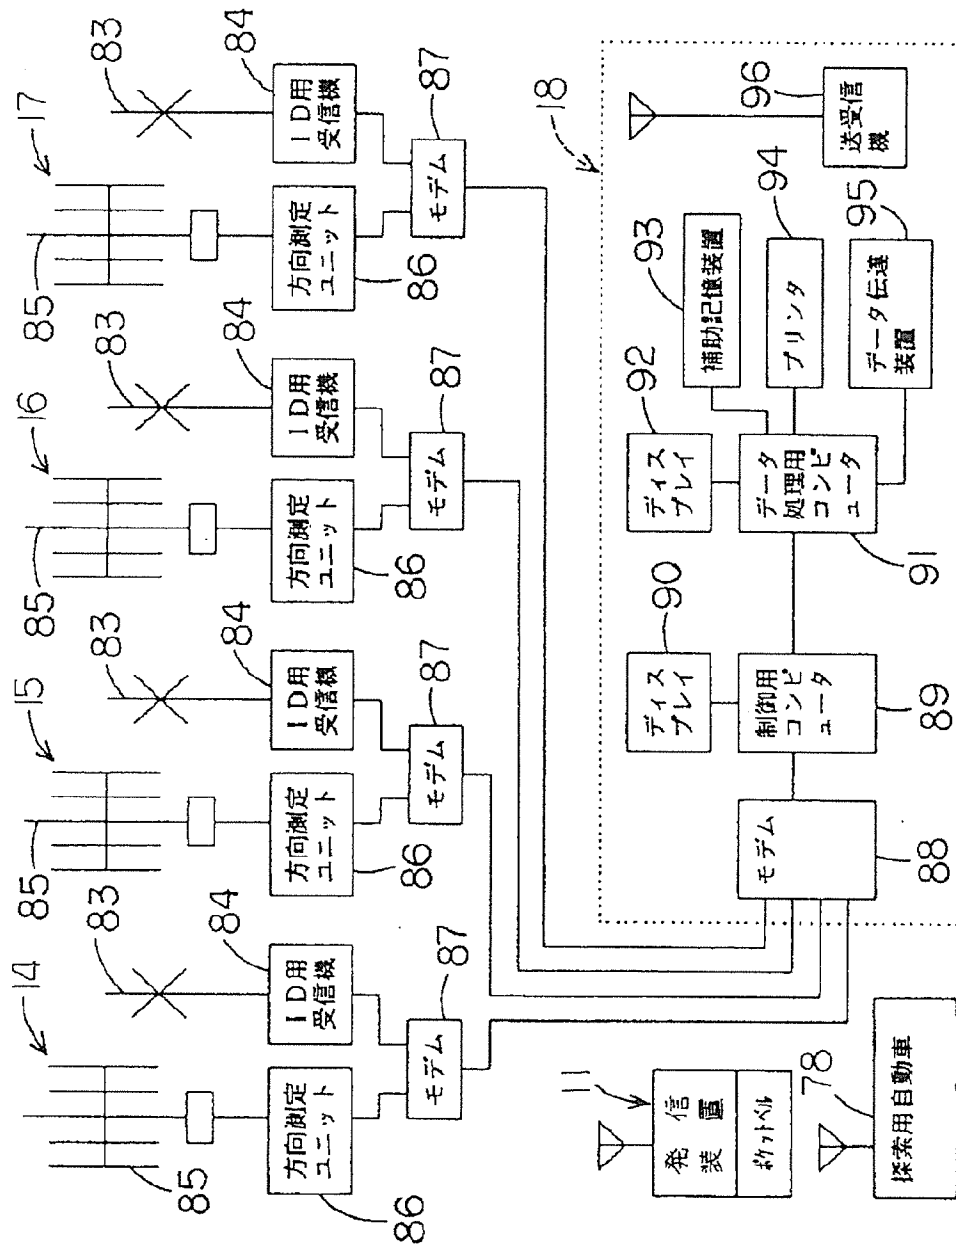 14
83
84
ID用
受信機
85
方向測定
ユニット
86
モデム
87
15
83
84
ID用
受信機
85
方向測定
ユニット
86
モデム
87
16
83
84
ID用
受信機
85
方向測定
ユニット
86
モデム
87
17
83
84
ID用
受信機
85
方向測定
ユニット
86
モデム
87
11
発信
装置
ポケットベル
78
探索用自動車
18
モデム
88
ディス
プレイ
90
制御用
コンピ
ュータ
89
ディス
プレイ
92
データ
処理用
コンピ
ュータ
91
補助記憶装置
93
プリンタ
94
データ伝達
装置
95
送受信
機
96